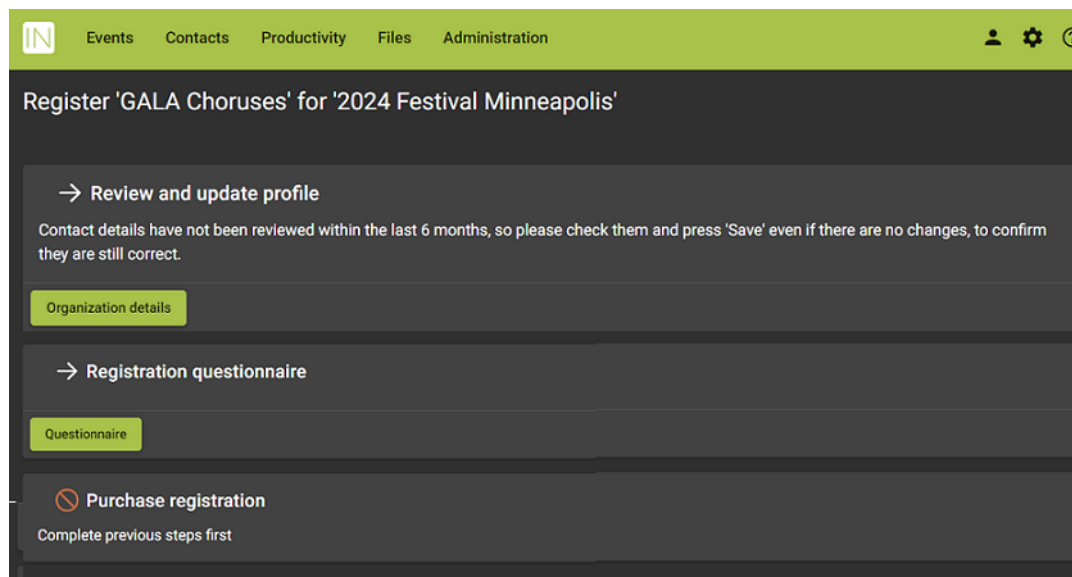 IN Events Contacts Productivity Files Administration
Register 'GALA Choruses' for '2024 Festival Minneapolis'
Review and update profile
Contact details have not been reviewed within the last 6 months, so please check them and press 'Save' even if there are no changes, to confirm
they are still correct.
Organization details
Registration questionnaire
Questionnaire
Purchase registration
Complete previous steps first